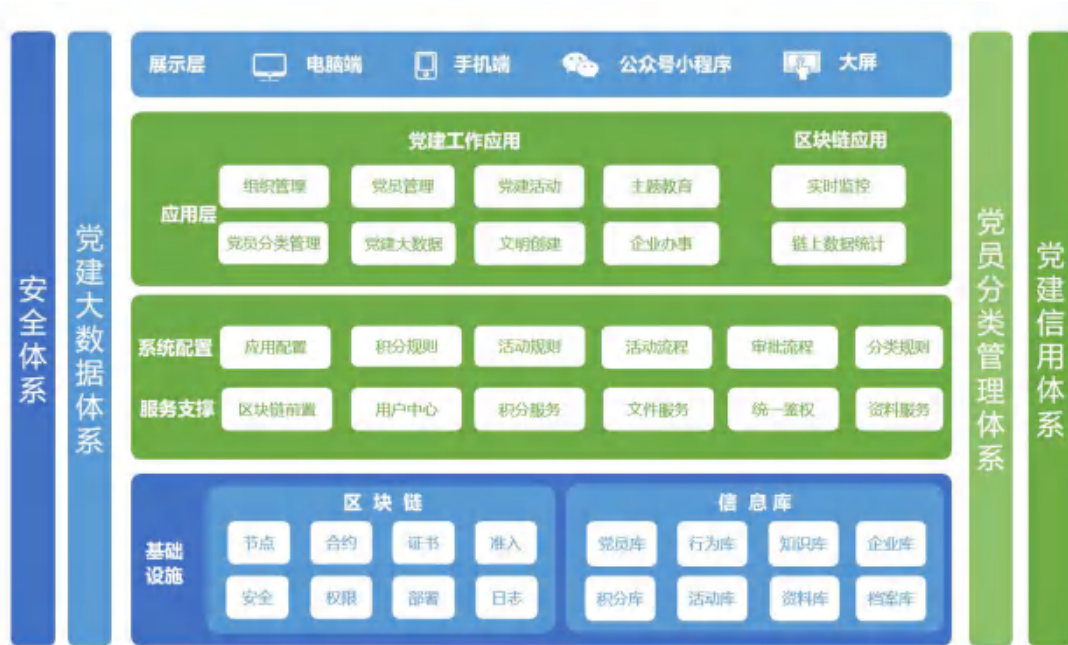 安全体系
党建大数据体系
展示层 电脑端 手机端 公众号小程序 大屏
党建工作应用 区块链应用
应用层
组织管理 党员管理 党建活动 主题教育 实时监控
党员分类管理 党建大数据 文明创建 企业办事 链上数据统计
系统配置 应用配置 积分规则 活动规则 活动流程 审批流程 分类规则
服务支撑 区块链前置 用户中心 积分服务 文件服务 统一鉴权 资料服务
基础设施
区块链 信息库
节点 合约 证书 准入 党员库 行为库 知识库 企业库
安全 权限 部署 日志 积分库 活动库 资料库 档案库
党员分类管理体系
党建信用体系